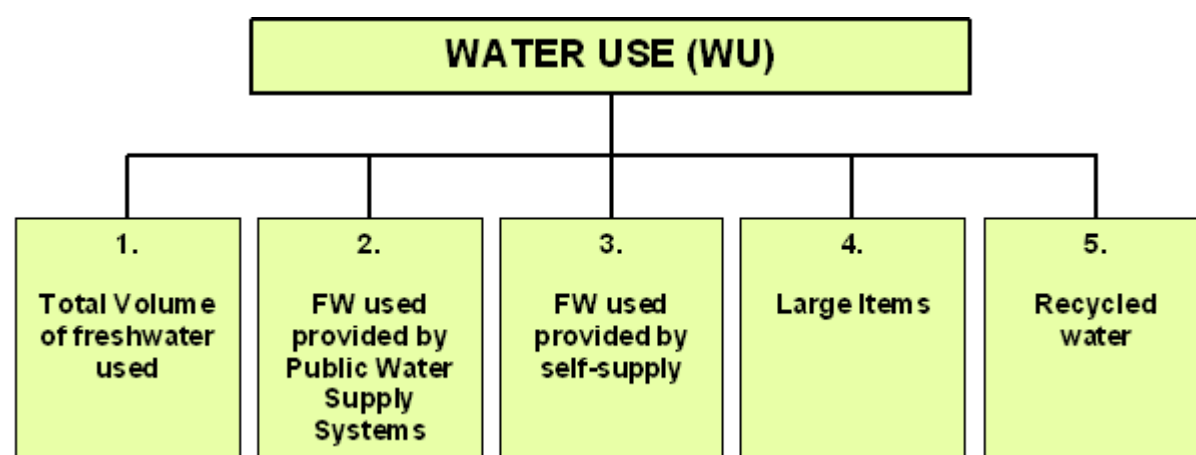 WATER USE (WU)
1.
Total Volume
of freshwater
used
2.
FW used
provided by
Public Water
Supply
Systems
3.
FW used
provided by
self-supply
4.
Large Items
5.
Recycled
water